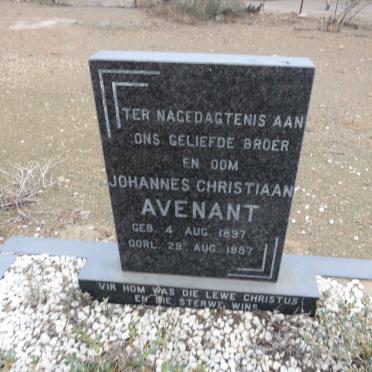 TER NAGEDAGTENIS AAN
ONS GELIEFDE BROER
EN OOM
JOHANNES CHRISTIAAN
AVENANT
GEB. 4 AUG. 1897
OORL. 29 AUG. 1987
VIR HOM WAS DIE LEWE CHRISTUS
EN DIE STERWE WINS